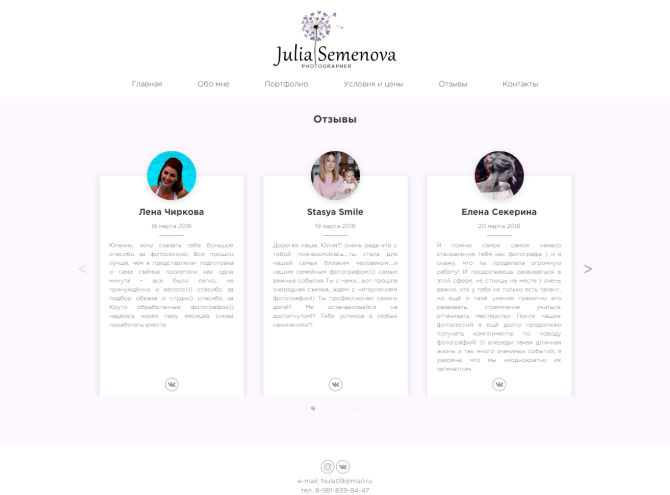 Julia Semenova
PHOTOGRAPHER
Главная
Обо мне
Портфолио
Условия и цены
Отзывы
Контакты
Отзывы
Лена Чиркова
18 марта 2018
Юльчик, хочу сказать тебе большое
спасибо за фотосессию. Все прошло
лучше, чем я представляла- подготовка
и сама съёмка пролетели как одна
минута – все было легко, не
принуждённо и весело))). спасибо за
подбор образа и студии) спасибо за
Круто обработанные фотографии))
надеюсь через пару месяцев снова
поработать вместе.
Stasya Smile
19 марта 2018
Дорогая наша, Юлия!!! очень рада что с
тобой познакомилась...ты стала для
нашей семьи близким человеком...и
нашим семейным фотографом))) самые
важные события Ты с нами...вот прошла
очередная съемка...ждем с нетерпением
фотографии)) Ты профессионал своего
дела!!! Не останавливайся на
достигнутом!!! Тебе успехов в любых
начинаниях!!!
Елена Секерина
20 марта 2018
Я помню самое самое начало
становления тебя как фотографа ) и я
скажу, что ты проделала огромную
работу! И продолжаешь развиваться в
этой сфере, не стоишь на месте ) очень
важно, что у тебя не только есть талант,
но ещё и твоё умение грамотно его
развивать, стремление учиться,
оттачивать мастерство. После наших
фотосессий я ещё долго продолжаю
получать комплименты по поводу
фотографий! )) впереди такая длинная
жизнь и так много значимых событий, я
уверена, что мы неоднократно их
запечатлим.
e-mail: Nula09@mail.ru
тел. 8-981-839-84-47